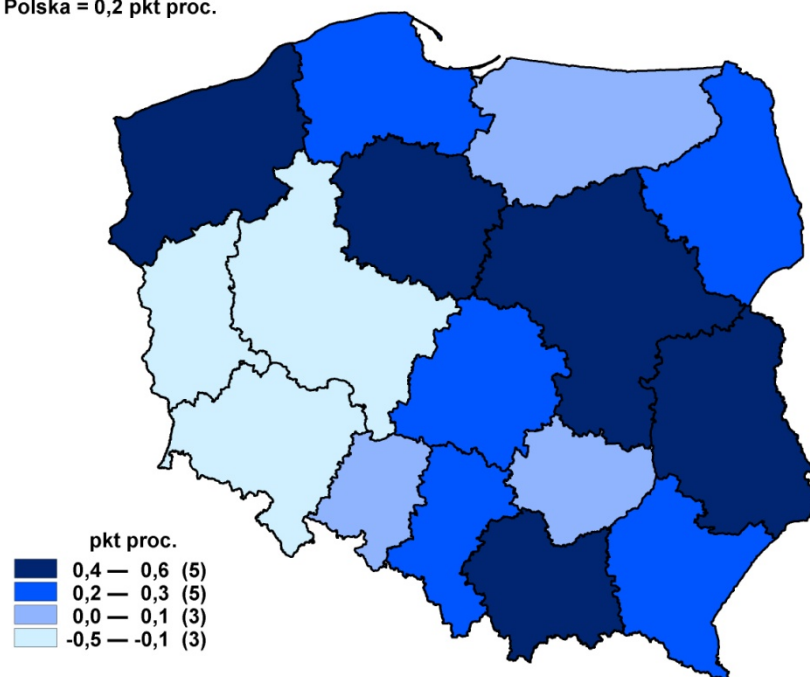 Polska = 0,2 pkt proc.
pkt proc.
0,4 — 0,6 (5)
0,2 — 0,3 (5)
0,0 — 0,1 (3)
-0,5 — -0,1 (3)